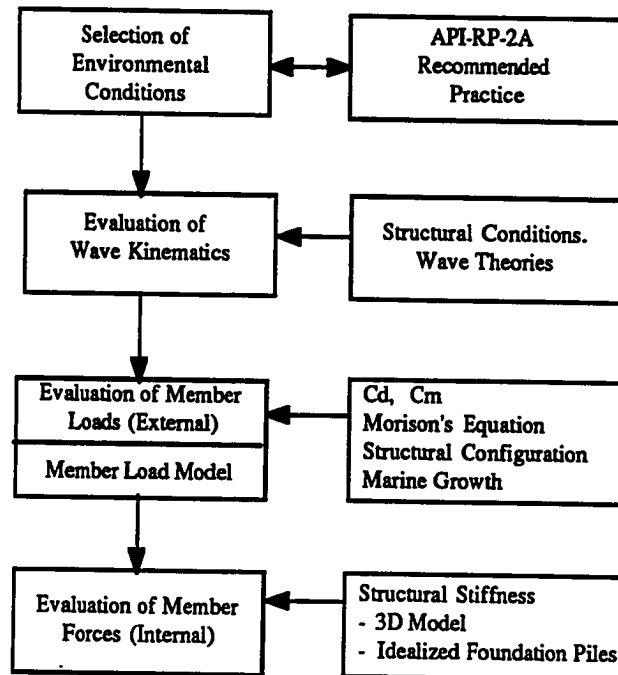 Selection of
Environmental
Conditions
API-RP-2A
Recommended
Practice
Evaluation of
Wave Kinematics
Structural Conditions.
Wave Theories
Evaluation of Member
Loads (External)
Member Load Model
Cd, Cm
Morison's Equation
Structural Configuration
Marine Growth
Evaluation of Member
Forces (Internal)
Structural Stiffness
- 3D Model
- Idealized Foundation Piles